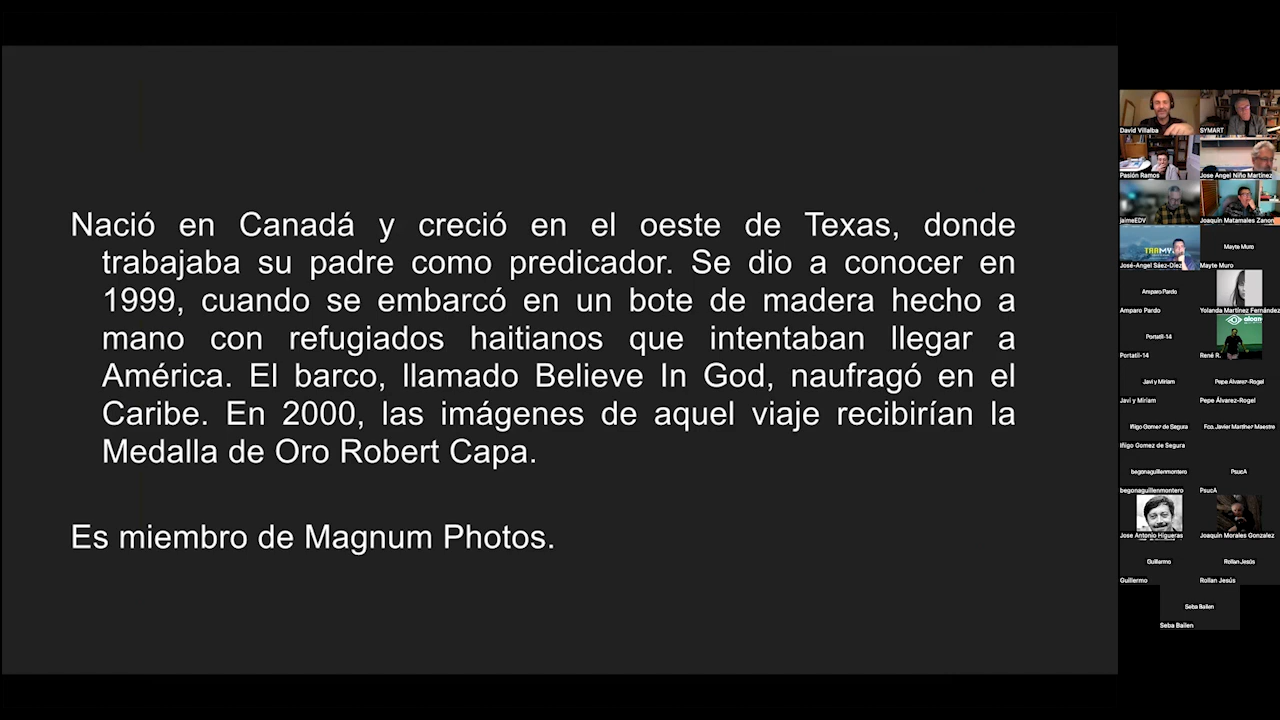 Nació en Canadá y creció en el oeste de Texas, donde
trabajaba su padre como predicador. Se dio a conocer en
1999, cuando se embarcó en un bote de madera hecho a
mano con refugiados haitianos que intentaban llegar a
América. El barco, llamado Believe In God, naufragó en el
Caribe. En 2000, las imágenes de aquel viaje recibirían la
Medalla de Oro Robert Capa.
Es miembro de Magnum Photos.
David Villalba
SYMART
Pasión Ramos
Jose Angel Niño Martínez
jaimeEDV
Joaquin Matamales Zanon
José-Angel Sáez-Díez
Mayte Muro
Mayte Muro
Amparo Pardo
Amparo Pardo
Yolanda Martínez Fernández
Portatil-14
Portatil-14
alcan
René R.
Javi y Miriam
Javi y Miriam
Pepe Álvarez-Rogel
Pepe Álvarez-Rogel
Iñigo Gomez de Segura
Iñigo Gomez de Segura
Fco. Javier Martínez Maestre
begonaguillenmontero
begonaguillenmontero
PsucA
PsucA
Jose Antonio Higueras
Joaquin Morales Gonzalez
Guillermo
Guillermo
Rollan Jesús
Rollan Jesús
Seba Bailen
Seba Bailen